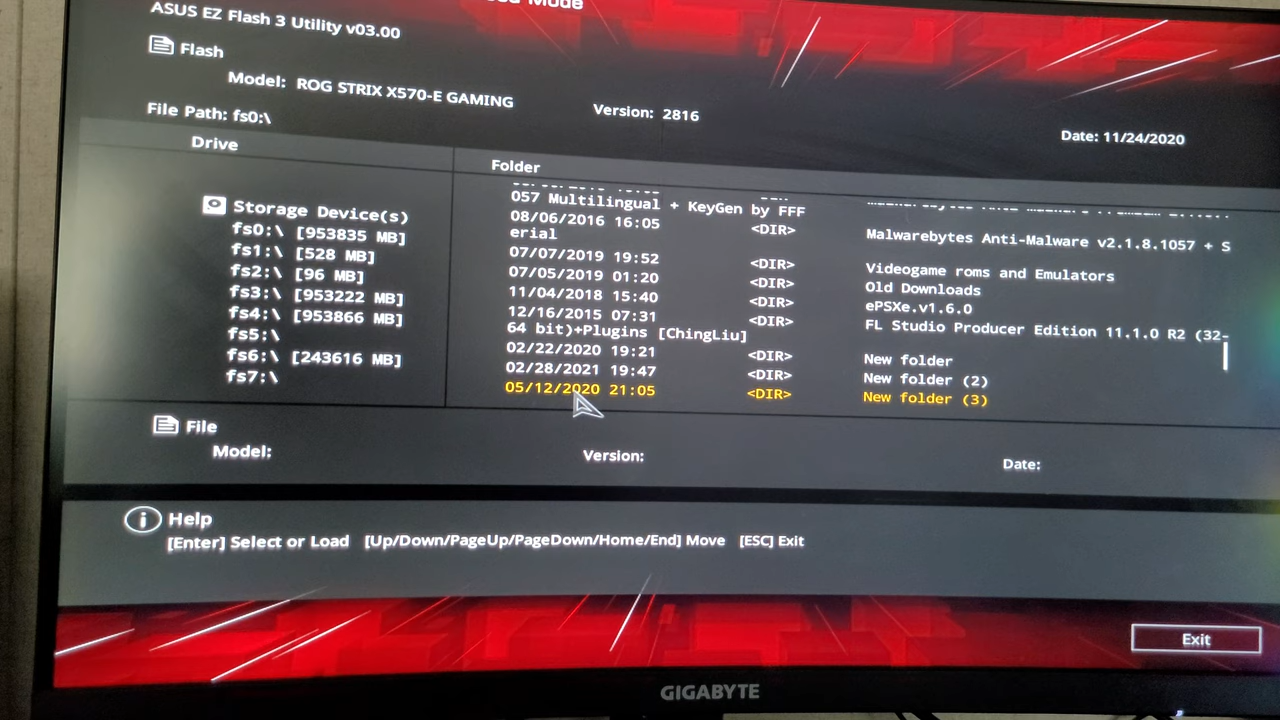 Mode
ASUS EZ Flash 3 Utility v03.00
Flash
Model: ROG STRIX X570-E GAMING
Version: 2816
Date: 11/24/2020
File Path: fs0:\
Drive
Folder
Storage Device(s)
fs0:\ [953835 MB]
fs1:\ [528 MB]
fs2:\ [96 MB]
fs3:\ [953222 MB]
fs4:\ [953866 MB]
fs5:\
fs6:\ [243616 MB]
fs7:\
057 Multilingual + KeyGen by FFF
08/06/2016 16:05 <DIR> Malwarebytes Anti-Malware v2.1.8.1057 + S
erial
07/07/2019 19:52 <DIR> Videogame roms and Emulators
07/05/2019 01:20 <DIR> Old Downloads
11/04/2018 15:40 <DIR> ePSXe.v1.6.0
12/16/2015 07:31 <DIR> FL Studio Producer Edition 11.1.0 R2 (32-
64 bit)+Plugins [ChingLiu]
02/22/2020 19:21 <DIR> New folder
02/28/2021 19:47 <DIR> New folder (2)
05/12/2020 21:05 <DIR> New folder (3)
File
Model:
Version:
Date:
Help
[Enter] Select or Load [Up/Down/PageUp/PageDown/Home/End] Move [ESC] Exit
Exit
GIGABYTE